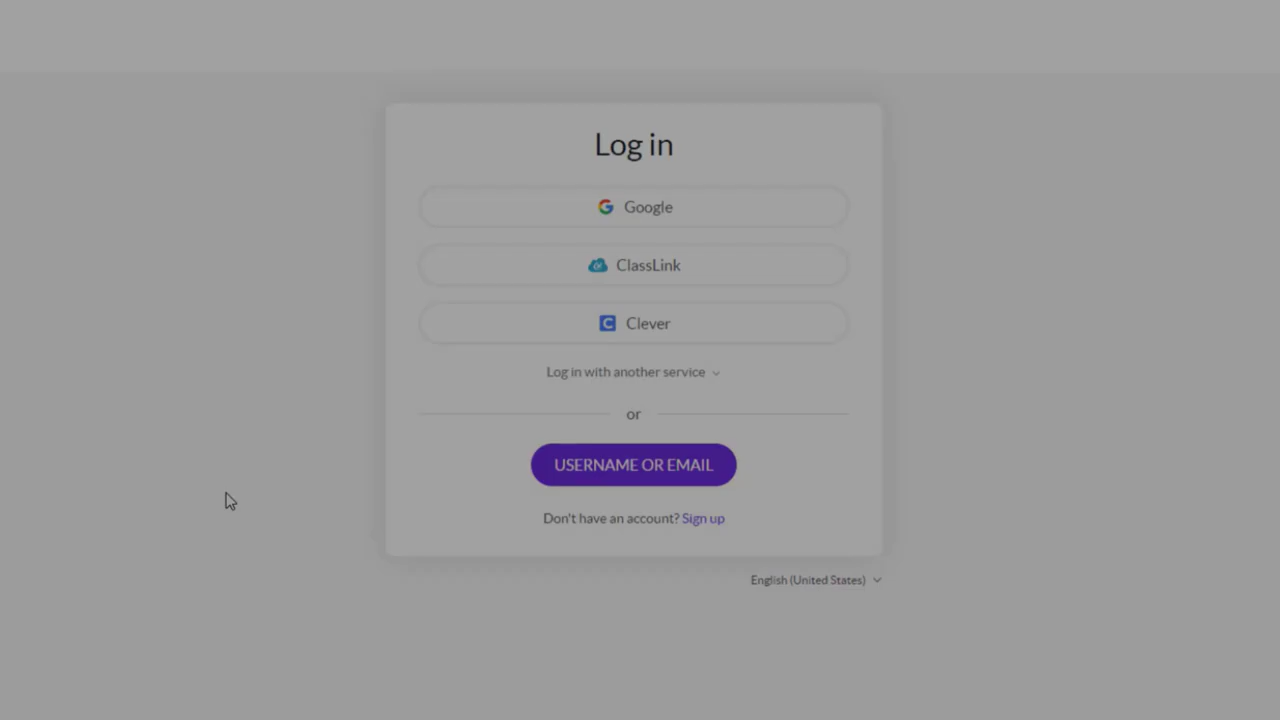 Log in
Google
ClassLink
Clever
Log in with another service
or
USERNAME OR EMAIL
Don't have an account? Sign up
English (United States)